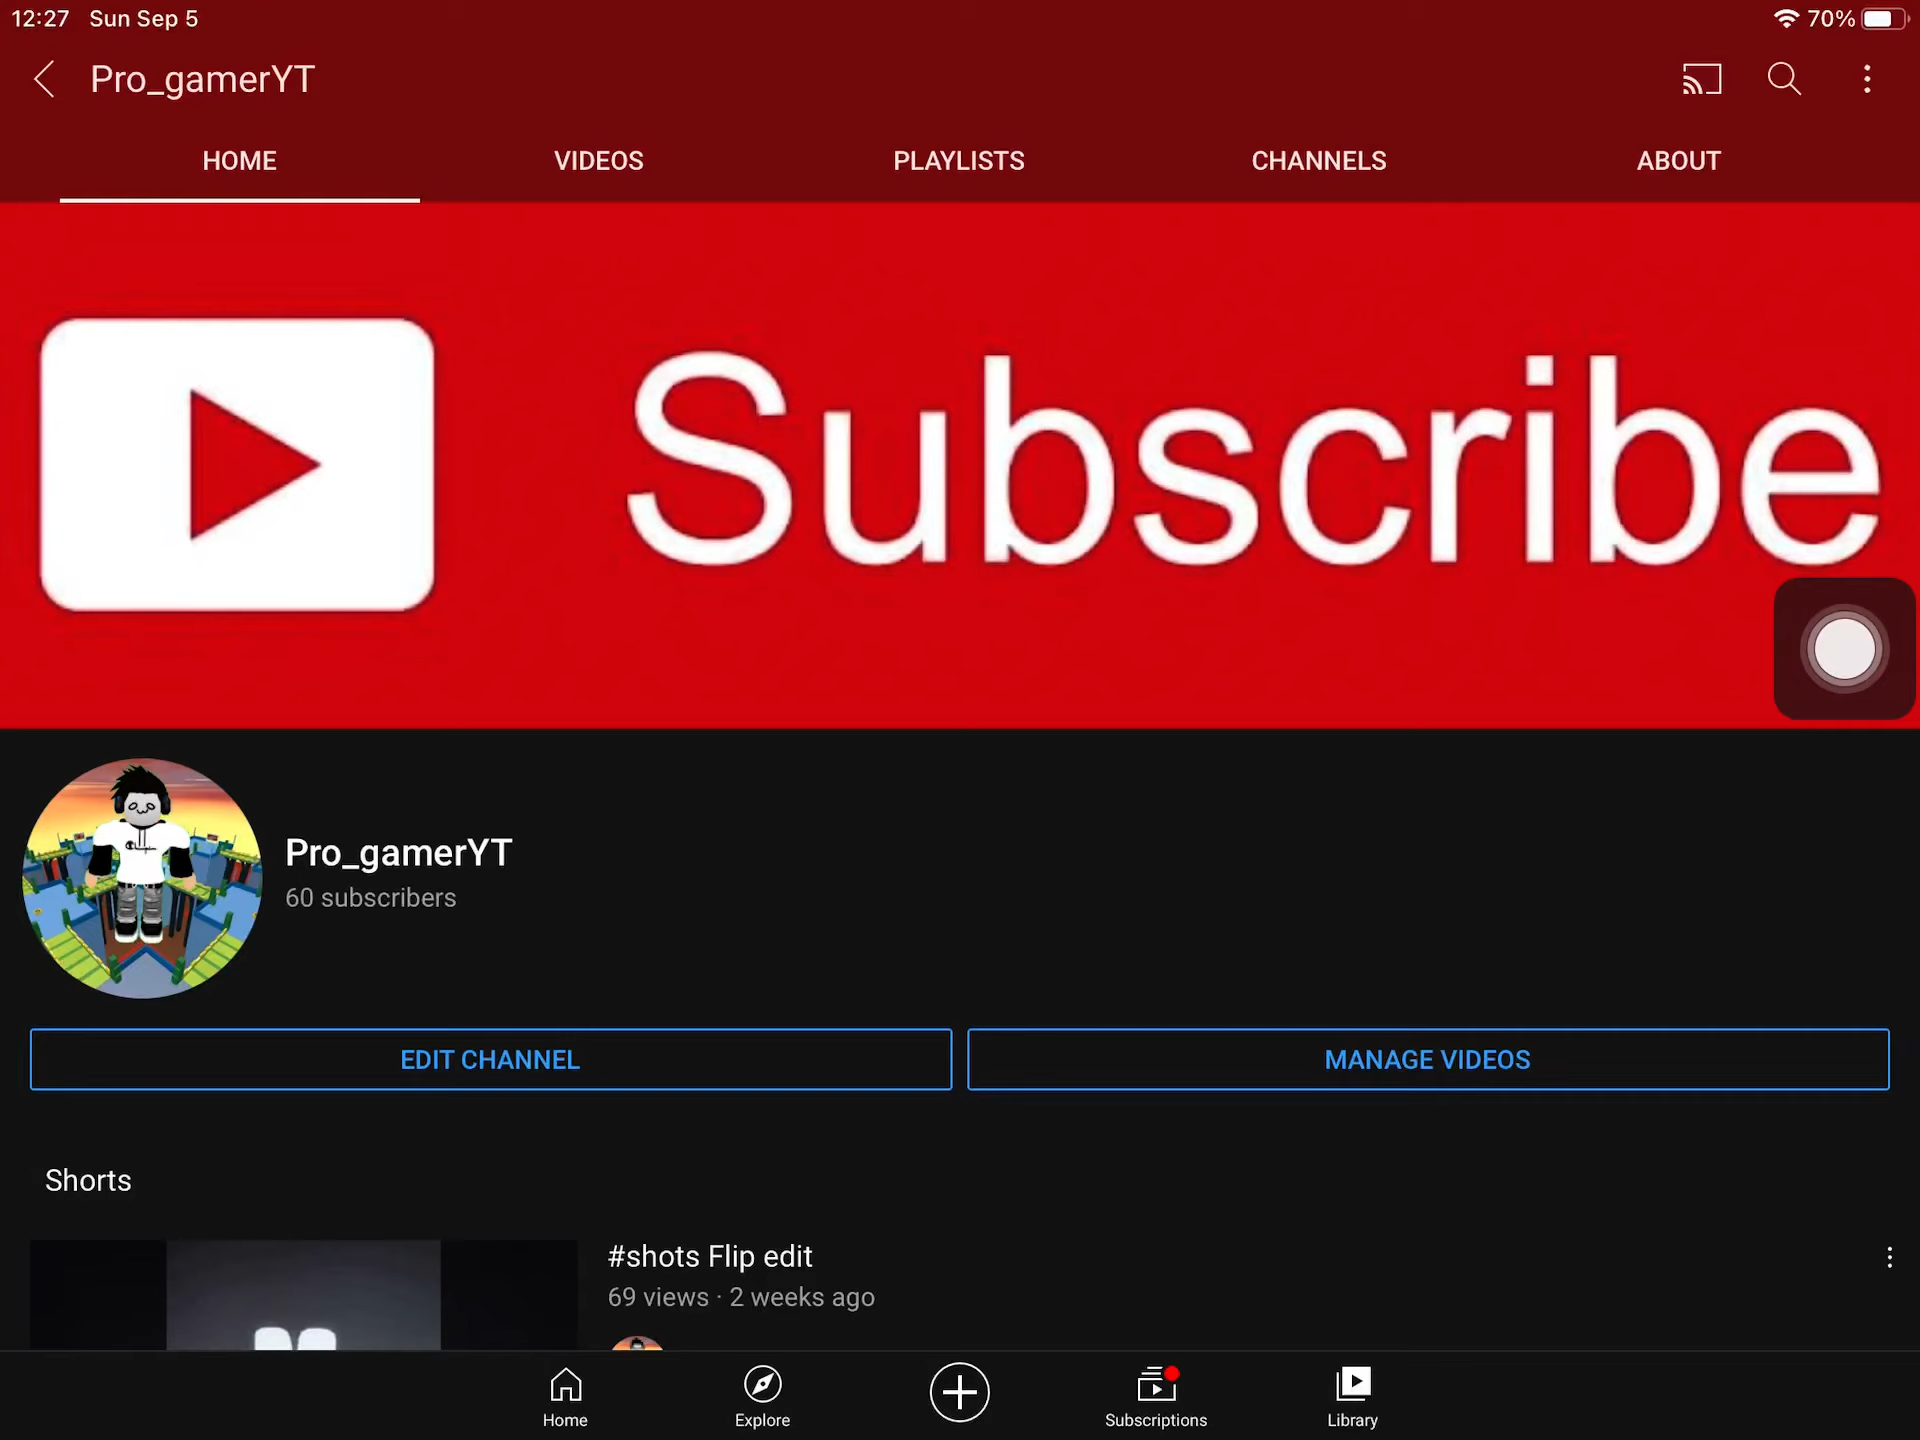 12:27 Sun Sep 5
70%
Pro_gamerYT
HOME VIDEOS PLAYLISTS CHANNELS ABOUT
Subscribe
Pro_gamerYT
60 subscribers
EDIT CHANNEL MANAGE VIDEOS
Shorts
#shots Flip edit
69 views · 2 weeks ago
Home Explore Subscriptions Library